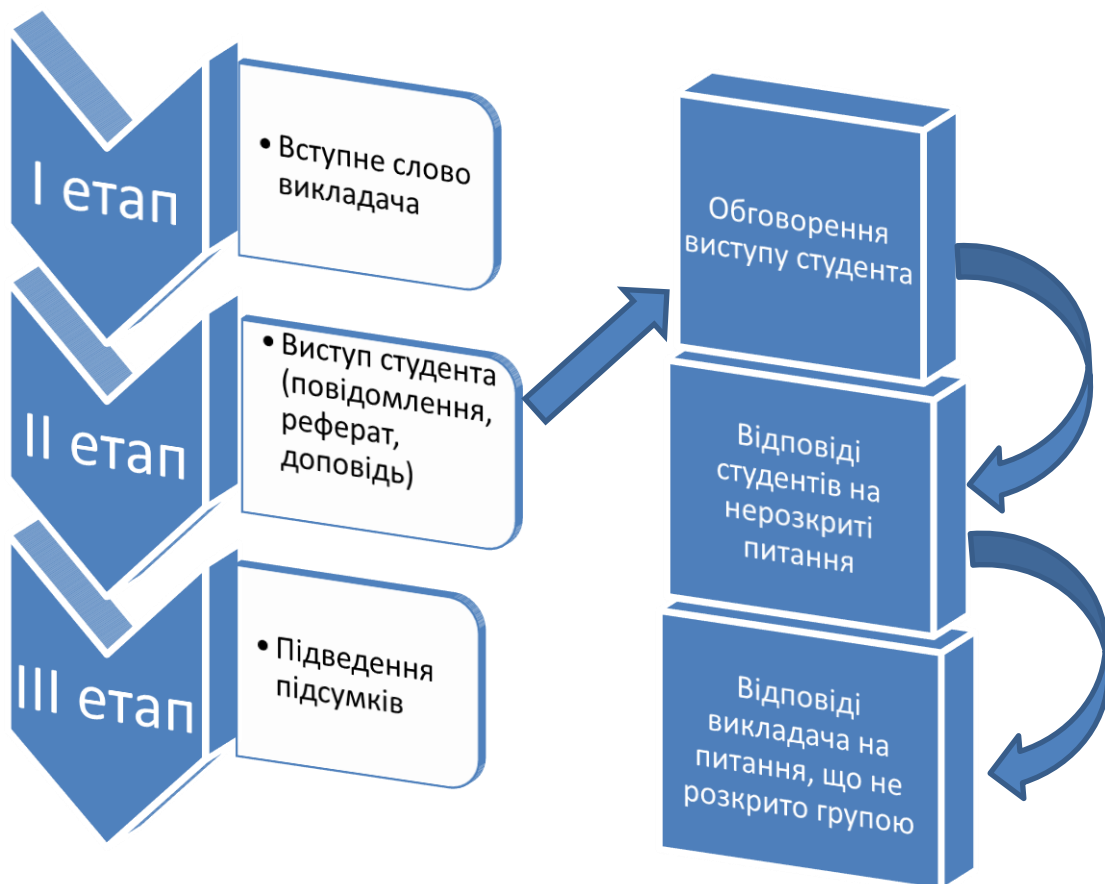 І етап
• Вступне слово
викладача
ІІ етап
• Виступ студента
(повідомлення,
реферат,
доповідь)
ІІІ етап
• Підведення
підсумків
Обговорення
виступу студента
Відповіді
студентів на
нерозкриті
питання
Відповіді
викладача на
питання, що не
розкрито групою